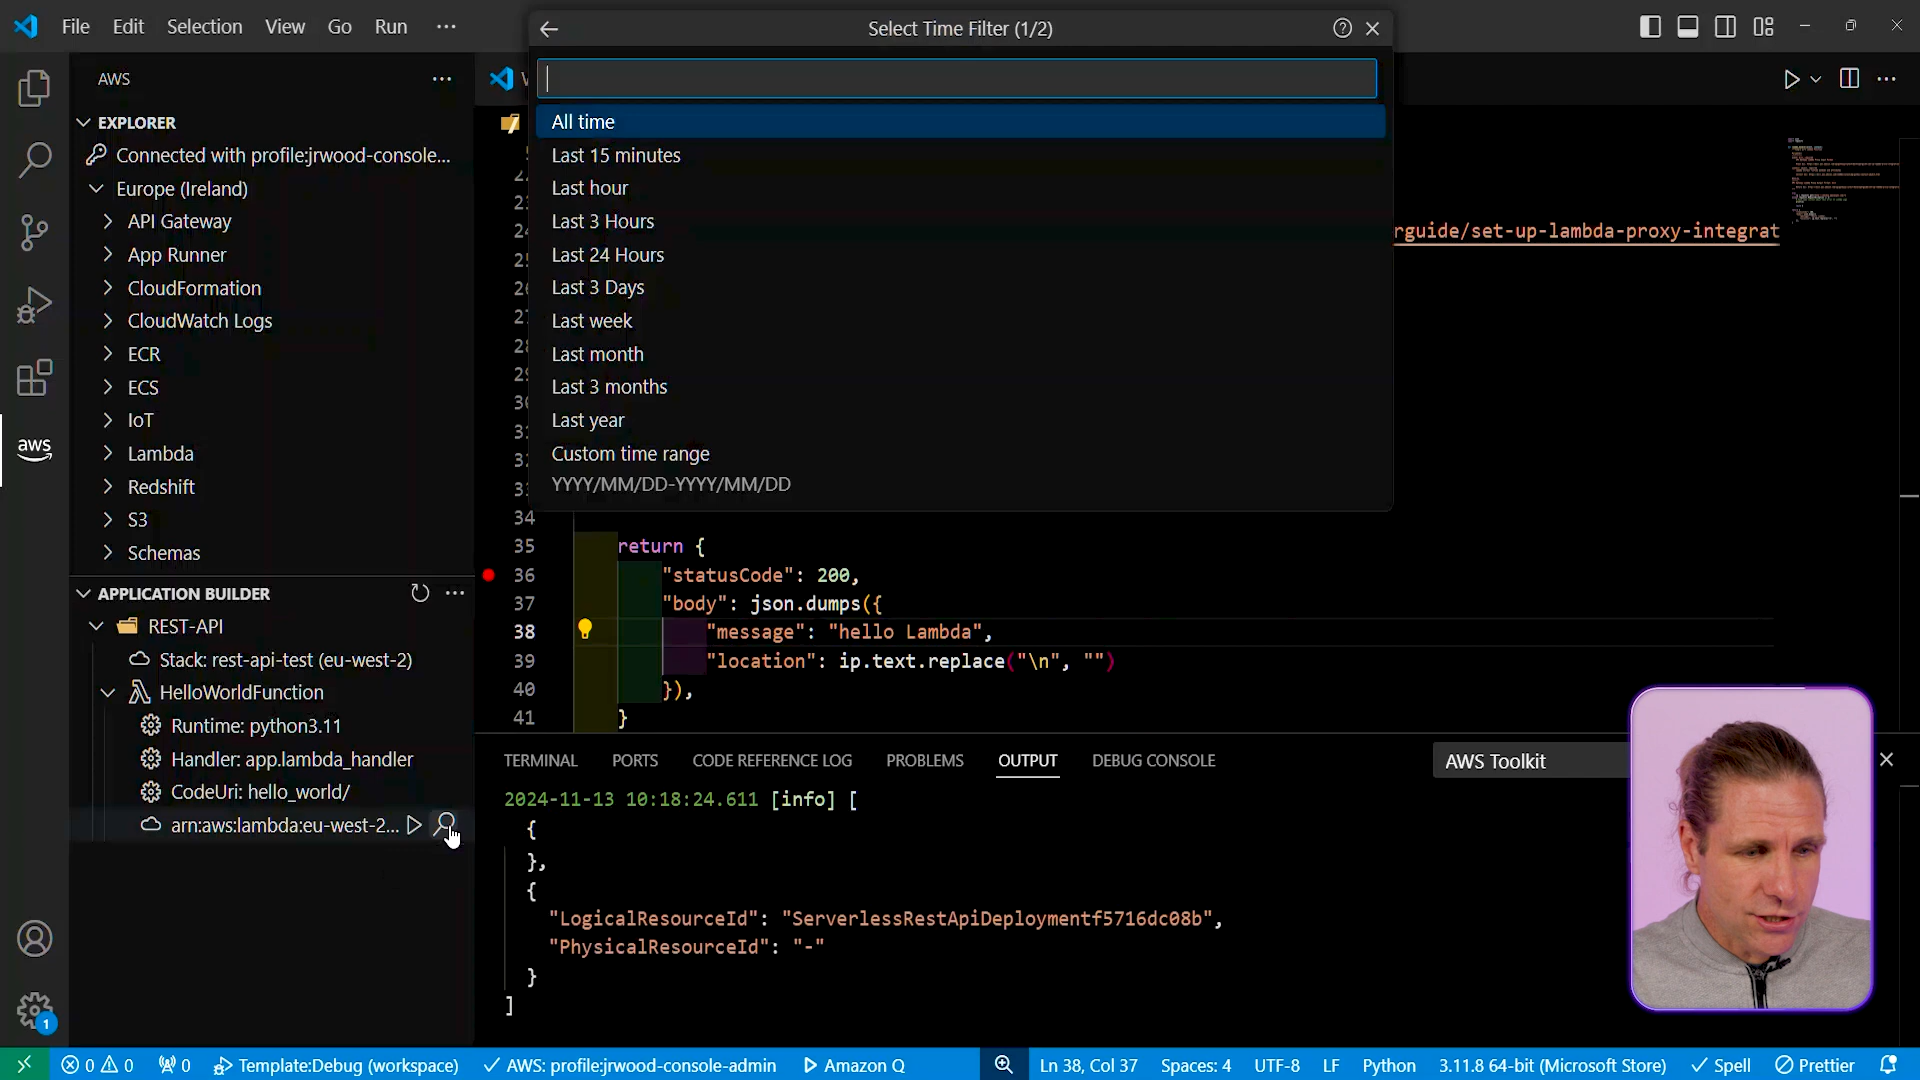 File Edit Selection View Go Run ...
Select Time Filter (1/2)
AWS
EXPLORER
Connected with profile:jrwood-console...
Europe (Ireland)
API Gateway
App Runner
CloudFormation
CloudWatch Logs
ECR
ECS
IoT
Lambda
Redshift
S3
Schemas
APPLICATION BUILDER
REST-API
Stack: rest-api-test (eu-west-2)
HelloWorldFunction
Runtime: python3.11
Handler: app.lambda_handler
CodeUri: hello_world/
arn:aws:lambda:eu-west-2...
aws
1
All time
Last 15 minutes
Last hour
Last 3 Hours
Last 24 Hours
Last 3 Days
Last week
Last month
Last 3 months
Last year
Custom time range
YYYY/MM/DD-YYYY/MM/DD
rguide/set-up-lambda-proxy-integrat
34
35 return {
36 "statusCode": 200,
37 "body": json.dumps({
38 "message": "hello Lambda",
39 "location": ip.text.replace("\n", "")
40 }),
41 }
TERMINAL PORTS CODE REFERENCE LOG PROBLEMS OUTPUT DEBUG CONSOLE AWS Toolkit
2024-11-13 10:18:24.611 [info] [
{
},
{
"LogicalResourceId": "ServerlessRestApiDeploymentf5716dc08b",
"PhysicalResourceId": "-"
}
]
0 0 0 Template:Debug (workspace) AWS: profile:jrwood-console-admin Amazon Q Ln 38, Col 37 Spaces: 4 UTF-8 LF Python 3.11.8 64-bit (Microsoft Store) Spell Prettier